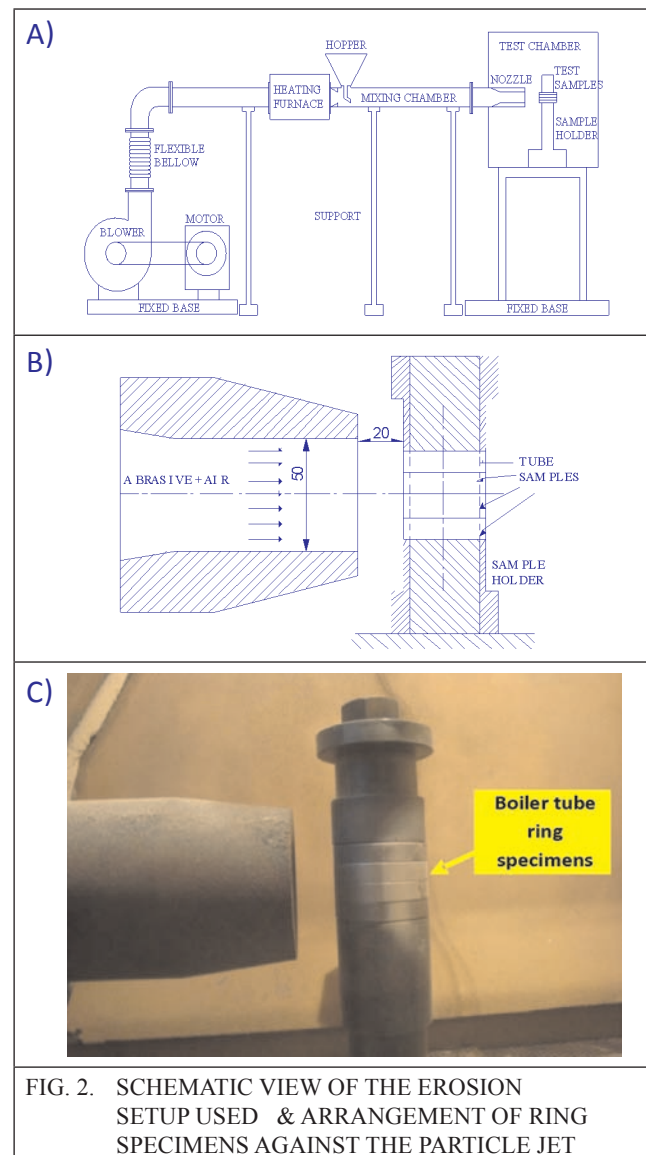 A)
HOPPER
TEST CHAMBER
HEATING
FURNACE
MIXING CHAMBER
NOZZLE
TEST
SAMPLES
SAMPLE
HOLDER
FLEXIBLE
BELLOW
BLOWER
MOTOR
SUPPORT
FIXED BASE
FIXED BASE
B)
20
50
A BRAS I VE + AI R
TUBE
SAM PLES
SAM PLE
HOLDER
C)
Boiler tube
ring
specimens
FIG. 2. SCHEMATIC VIEW OF THE EROSION
SETUP USED & ARRANGEMENT OF RING
SPECIMENS AGAINST THE PARTICLE JET